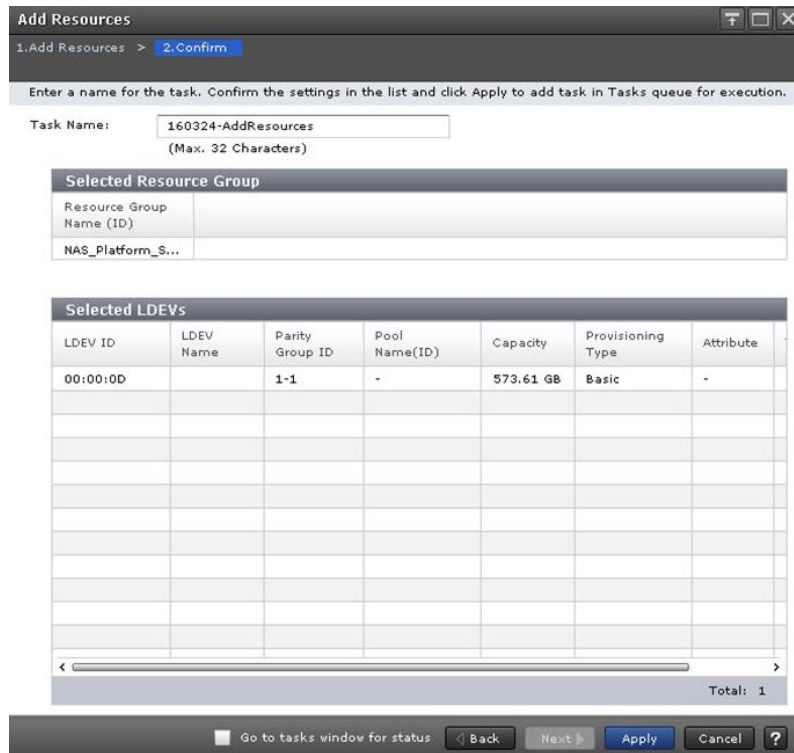 Add Resources
1.Add Resources > 2.Confirm
Enter a name for the task. Confirm the settings in the list and click Apply to add task in Tasks queue for execution.
Task Name: 160324-AddResources
(Max. 32 Characters)
Selected Resource Group
Resource Group Name (ID)
NAS_Platform_S...
Selected LDEVs
LDEV ID LDEV Name Parity Group ID Pool Name(ID) Capacity Provisioning Type Attribute
00:00:0D 1-1 - 573.61 GB Basic -
Total: 1
Go to tasks window for status Back Next Apply Cancel ?